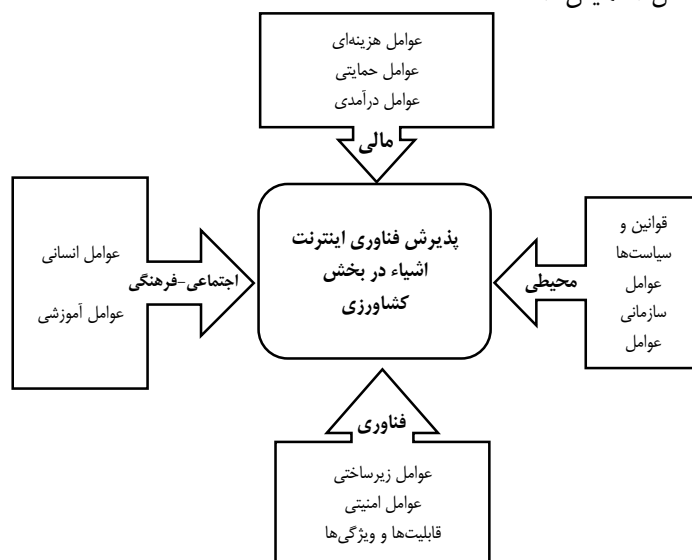 عوامل هزینه‌ای
عوامل حمایتی
عوامل درآمدی
مالی
پذیرش فناوری اینترنت
اشیاء در بخش
کشاورزی
قوانین و
سیاست‌ها
عوامل
سازمانی
عوامل
محیطی
عوامل انسانی
عوامل آموزشی
اجتماعی-فرهنگی
فناوری
عوامل زیرساختی
عوامل امنیتی
قابلیت‌ها و ویژگی‌ها